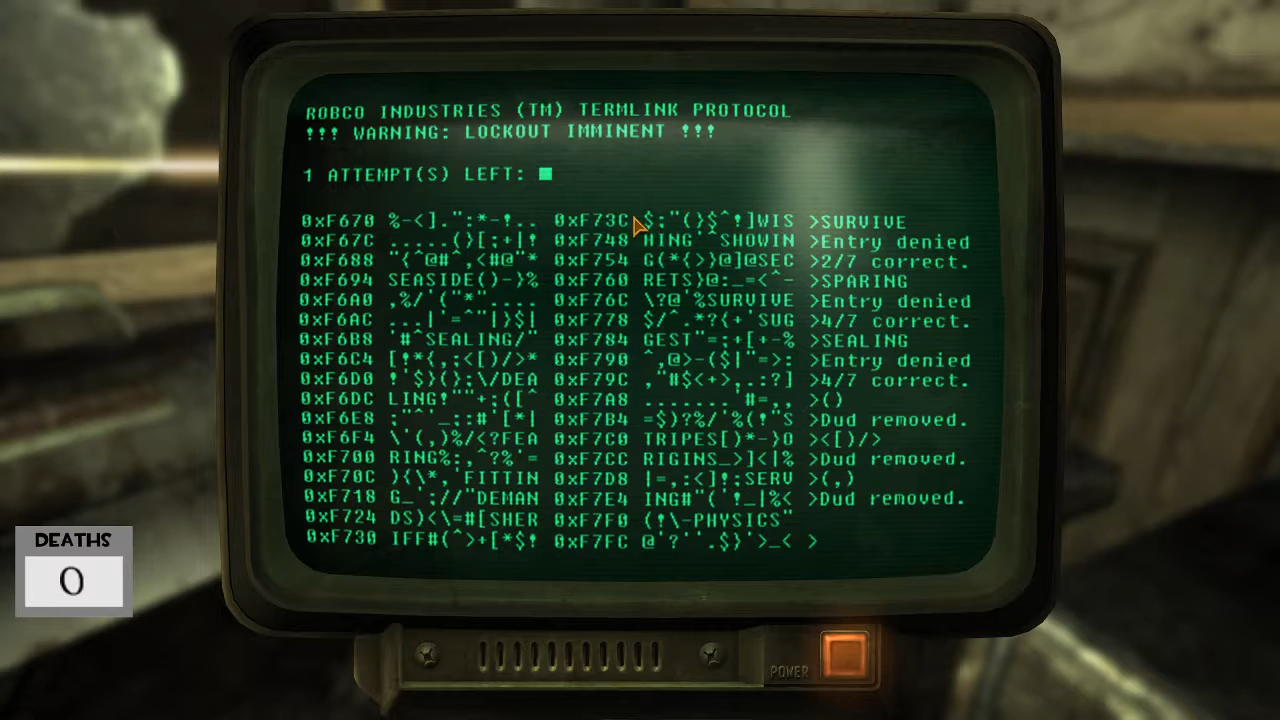 ROBCO INDUSTRIES (TM) TERMLINK PROTOCOL
!!! WARNING: LOCKOUT IMMINENT !!!
1 ATTEMPT(S) LEFT:
0xF670 %-<].":*-!.. 0xF73C $;"(}$^!]WIS >SURVIVE
0xF67C .....(){[;+|! 0xF748 HING^^SHOWIN >Entry denied
0xF688 "{^@#^,<#@"* 0xF754 G(*{>}@]@SEC >2/7 correct.
0xF694 SEASIDE()-}% 0xF760 RETS}@:_=<^- >SPARING
0xF6A0 ,%/'("*".... 0xF76C \?@'%SURVIVE >Entry denied
0xF6AC ...|'=^"|}$| 0xF778 $/^.*?{+'SUG >4/7 correct.
0xF6B8 '#^SEALING/" 0xF784 GEST"=;+[+-% >SEALING
0xF6C4 [!*{,;<[)/>* 0xF790 ^,@>-($|"=>: >Entry denied
0xF6D0 !'$}(};\/DEA 0xF79C ,"#$<+>,.:?] >4/7 correct.
0xF6DC LING!""+;([^ 0xF7A8 .......'#=,, >()
0xF6E8 ;"^'_;:#'[*| 0xF7B4 =$)?%/'%(!"S >Dud removed.
0xF6F4 \'(,)%/<?FEA 0xF7C0 TRIPES[)*-}O ><[)/>
0xF700 RING%:,^?%'= 0xF7CC RIGINS_>]<|% >Dud removed.
0xF70C ){\*,'FITTIN 0xF7D8 |=,:<]!;SERV >(,)
0xF718 G_';//"DEMAN 0xF7E4 ING#"('!_|%< >Dud removed.
0xF724 DS)<\=#[SHER 0xF7F0 (!\-PHYSICS"
0xF730 IFF#(^>+[*$! 0xF7FC @'?''.$}'>_< >
DEATHS
0
POWER